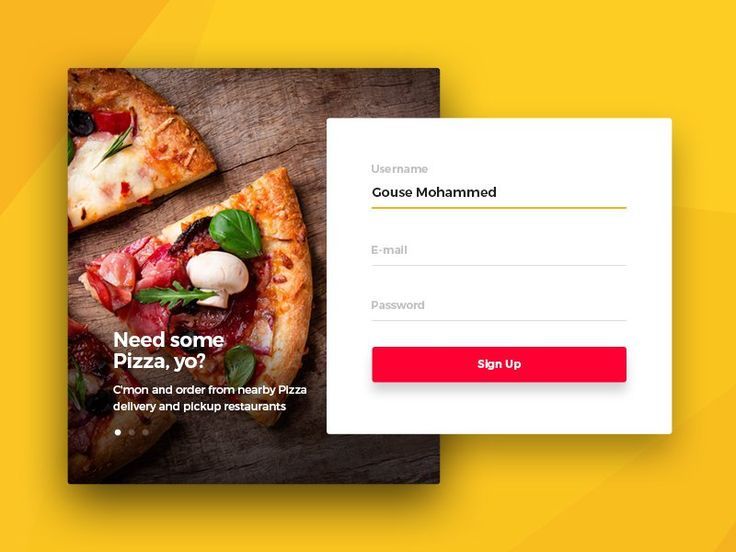 Need some
Pizza, yo?
C'mon and order from nearby Pizza
delivery and pickup restaurants
Username
Gouse Mohammed
E-mail
Password
Sign Up